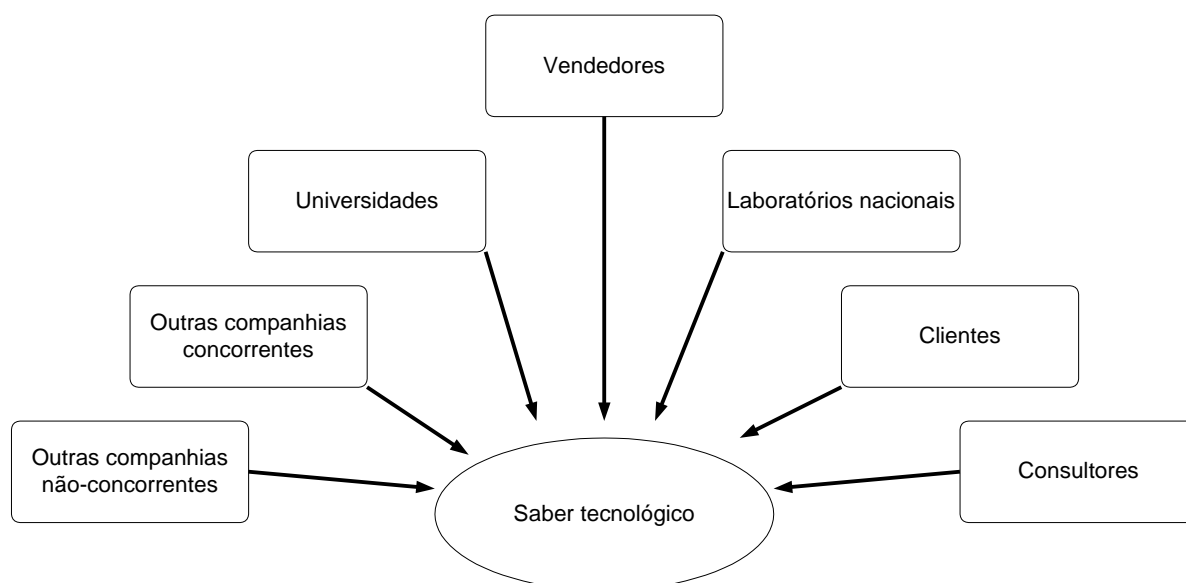 Vendedores
Universidades
Laboratórios nacionais
Outras companhias
concorrentes
Clientes
Outras companhias
não-concorrentes
Consultores
Saber tecnológico